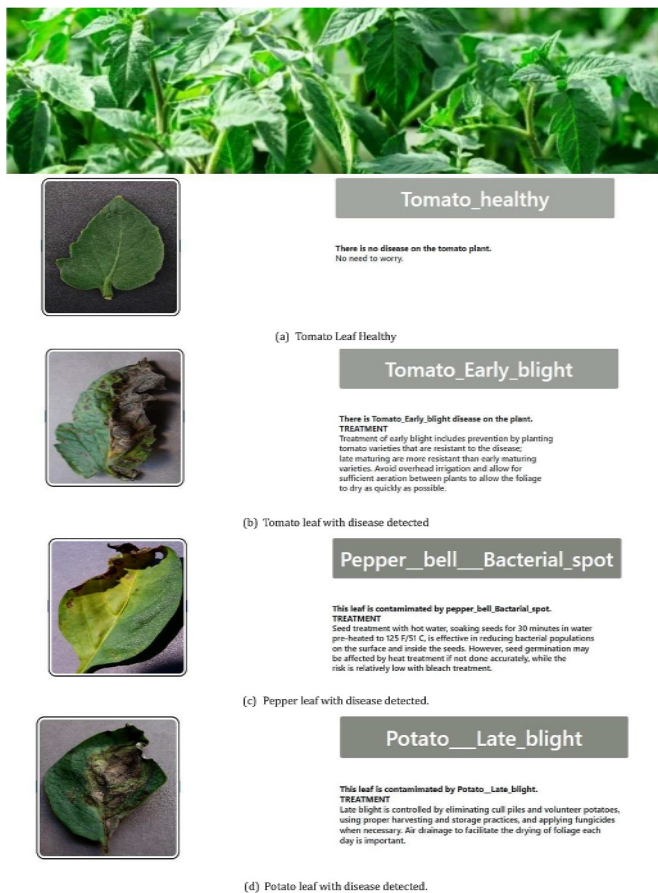 Tomato_healthy
There is no disease on the tomato plant.
No need to worry.
(a) Tomato Leaf Healthy
Tomato_Early_blight
There is Tomato_Early_blight disease on the plant.
TREATMENT
Treatment of early blight includes prevention by planting
tomato varieties that are resistant to the disease;
late maturing are more resistant than early maturing
varieties. Avoid overhead irrigation and allow for
sufficient aeration between plants to allow the foliage
to dry as quickly as possible.
(b) Tomato leaf with disease detected
Pepper__bell___Bacterial_spot
This leaf is contamimated by pepper_bell_Bactarial_spot.
TREATMENT
Seed treatment with hot water, soaking seeds for 30 minutes in water
pre-heated to 125 F/51 C, is effective in reducing bacterial populations
on the surface and inside the seeds. However, seed germination may
be affected by heat treatment if not done accurately, while the
risk is relatively low with bleach treatment.
(c) Pepper leaf with disease detected.
Potato___Late_blight
This leaf is contamimated by Potato__Late_blight.
TREATMENT
Late blight is controlled by eliminating cull piles and volunteer potatoes,
using proper harvesting and storage practices, and applying fungicides
when necessary. Air drainage to facilitate the drying of foliage each
day is important.
(d) Potato leaf with disease detected.